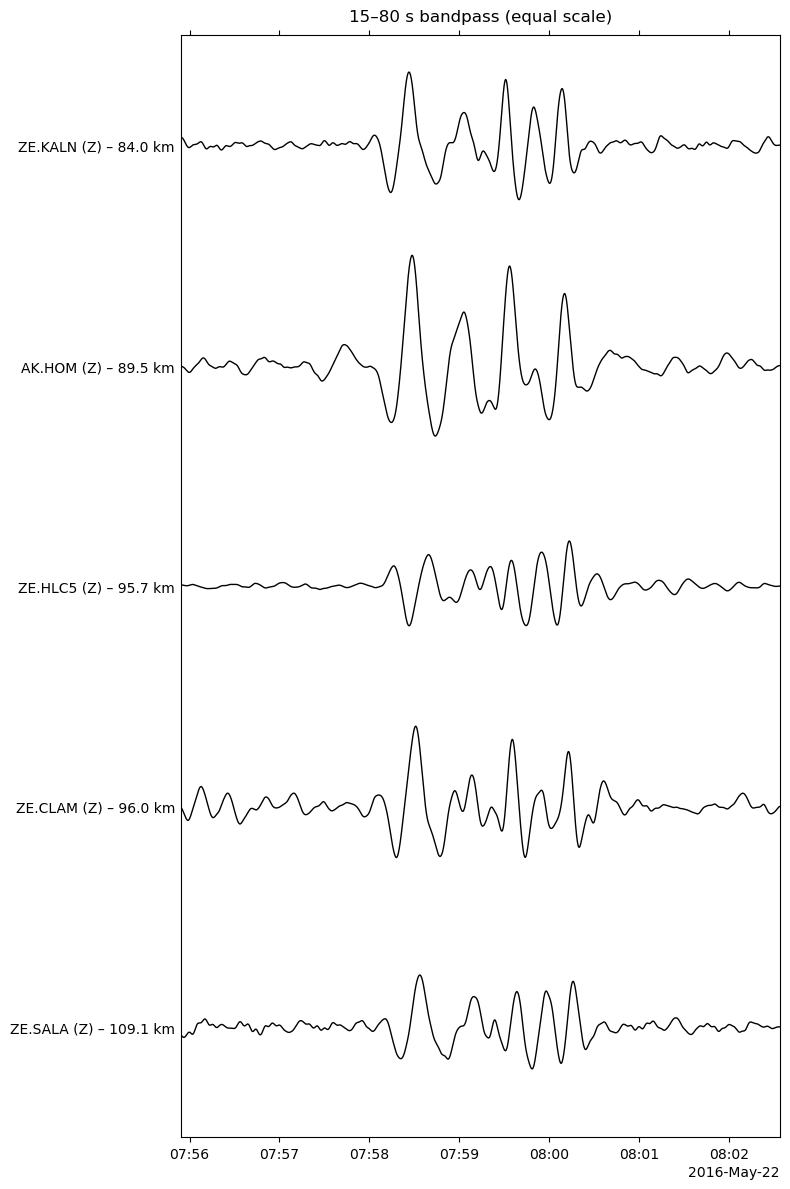 15–80 s bandpass (equal scale)
ZE.KALN (Z) – 84.0 km
AK.HOM (Z) – 89.5 km
ZE.HLC5 (Z) – 95.7 km
ZE.CLAM (Z) – 96.0 km
ZE.SALA (Z) – 109.1 km
07:56 07:57 07:58 07:59 08:00 08:01 08:02
2016-May-22